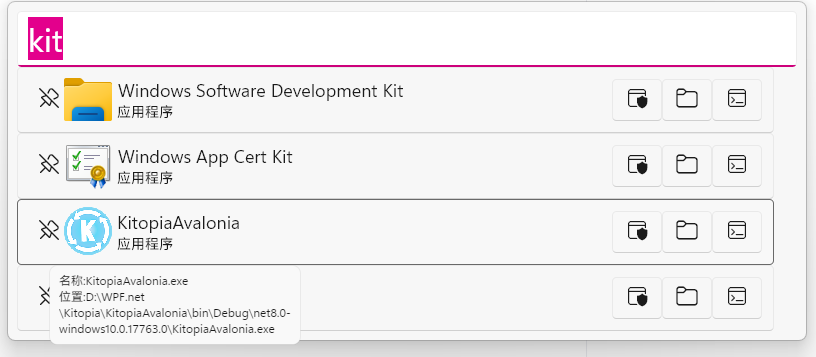 kit
Windows Software Development Kit
应用程序
Windows App Cert Kit
应用程序
KitopiaAvalonia
应用程序
名称:KitopiaAvalonia.exe
位置:D:\WPF.net
\Kitopia\KitopiaAvalonia\bin\Debug\net8.0-
windows10.0.17763.0\KitopiaAvalonia.exe